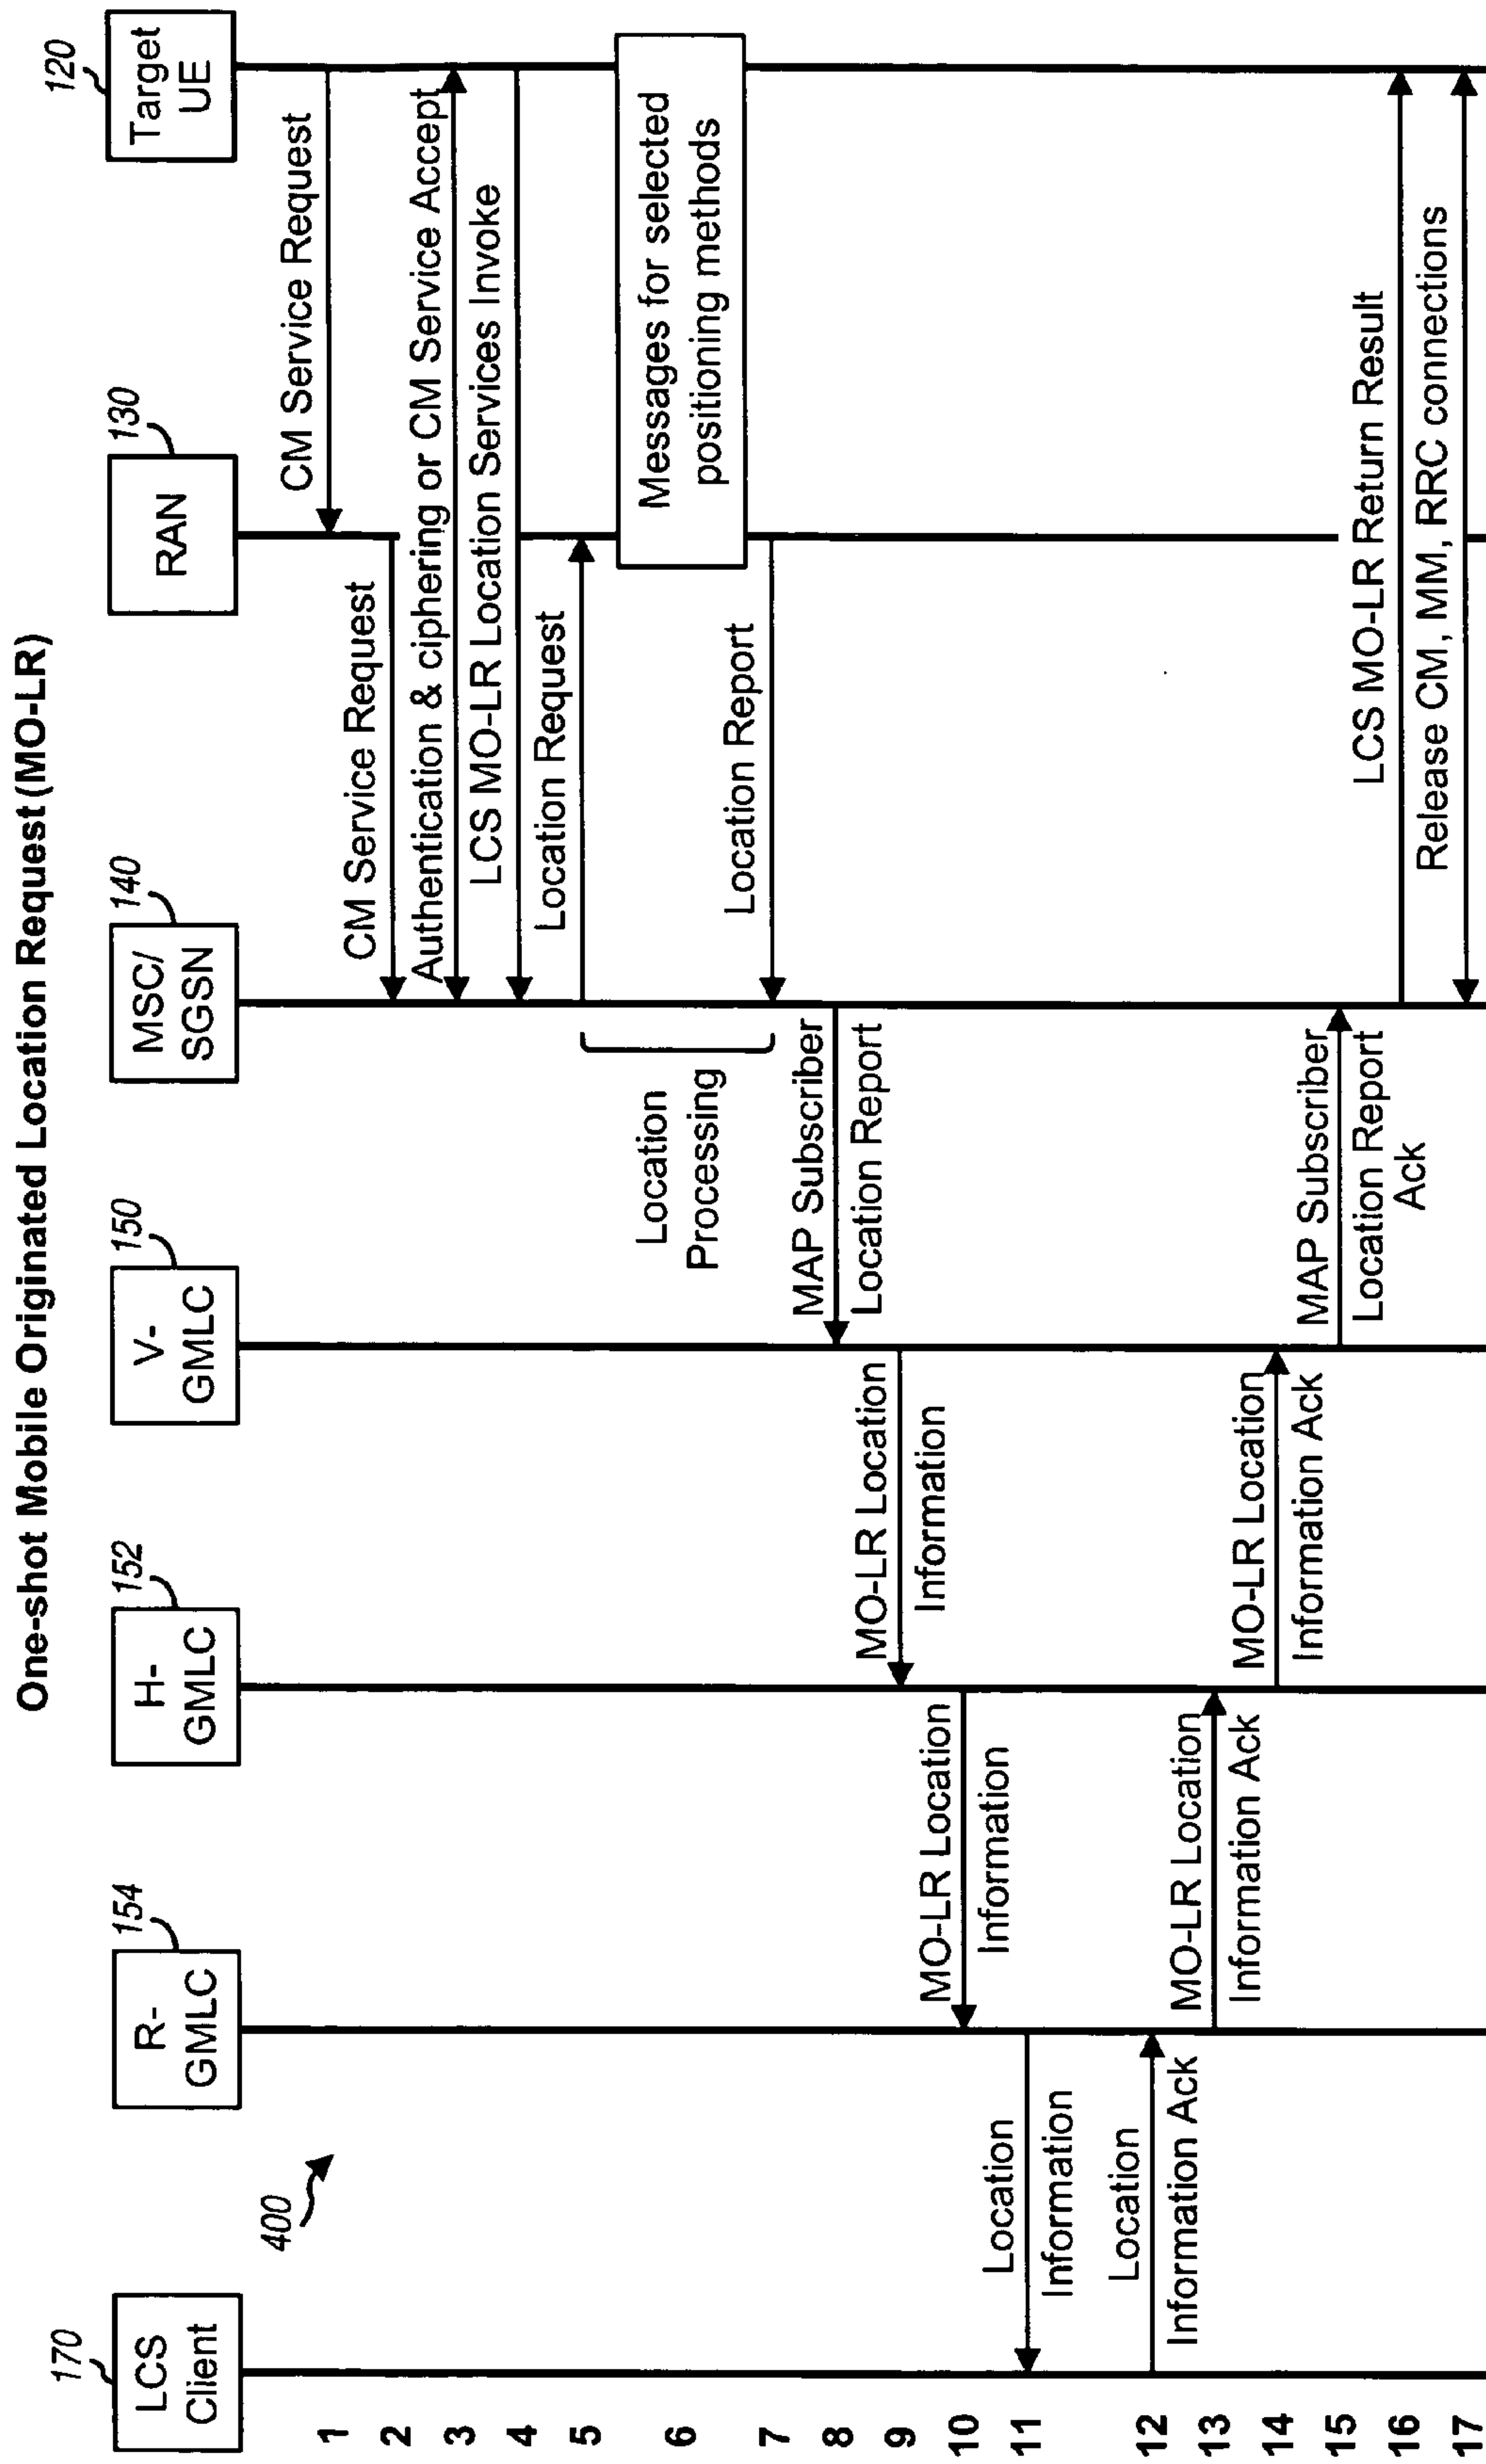 One-shot Mobile Originated Location Request (MO-LR)
170
LCS
Client
154
R-
GMLC
152
H-
GMLC
150
V-
GMLC
140
MSC/
SGSN
130
RAN
120
Target
UE
400
1
CM Service Request
2
CM Service Request
3
Authentication & ciphering or CM Service Accept
4
LCS MO-LR Location Services Invoke
5
Location Request
6
Location
Processing
Messages for selected
positioning methods
7
Location Report
8
MAP Subscriber
Location Report
9
MO-LR Location
Information
10
MO-LR Location
Information
11
Location
Information
12
Location
Information Ack
13
MO-LR Location
Information Ack
14
MO-LR Location
Information Ack
15
MAP Subscriber
Location Report
Ack
16
LCS MO-LR Return Result
17
Release CM, MM, RRC connections